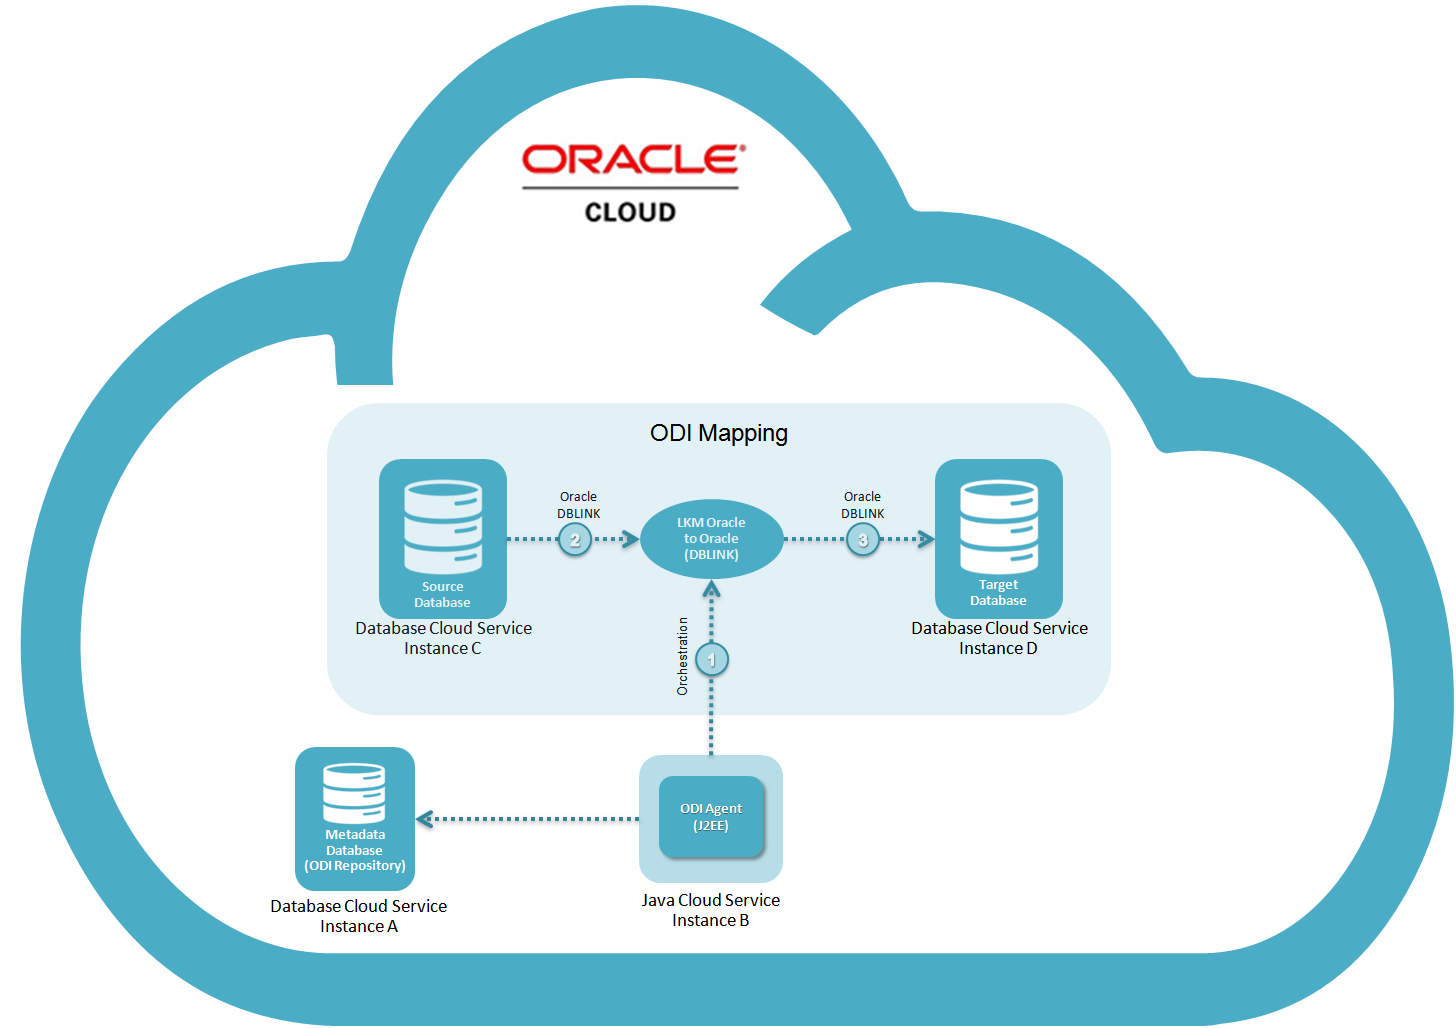 ORACLE®
CLOUD
ODI Mapping
Source
Database
Database Cloud Service
Instance C
Oracle
DBLINK
2
LKM Oracle
to Oracle
(DBLINK)
Oracle
DBLINK
3
Target
Database
Database Cloud Service
Instance D
Orchestration
1
Metadata
Database
(ODI Repository)
Database Cloud Service
Instance A
ODI Agent
(J2EE)
Java Cloud Service
Instance B